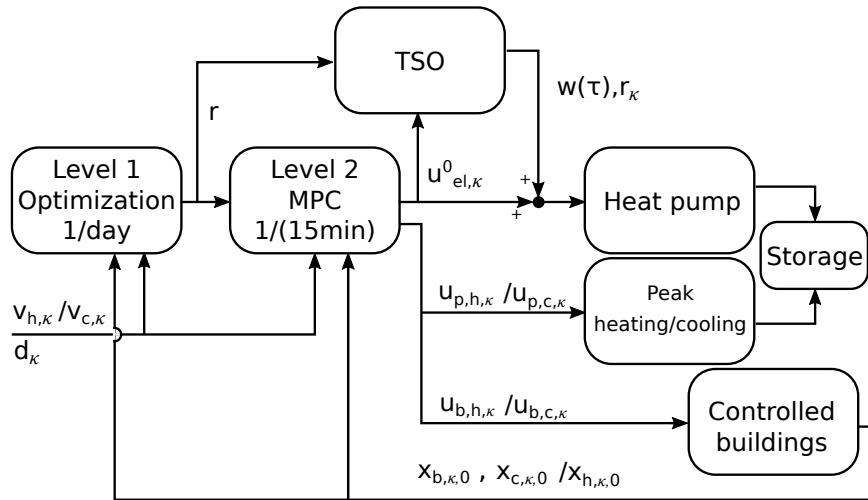 TSO
w(τ),r_κ
r
Level 1
Optimization
1/day
Level 2
MPC
1/(15min)
u⁰_el,κ
+
+
Heat pump
Storage
u_p,h,κ /u_p,c,κ
Peak
heating/cooling
v_h,κ /v_c,κ
d_κ
u_b,h,κ /u_b,c,κ
Controlled
buildings
x_b,κ,0 , x_c,κ,0 /x_h,κ,0